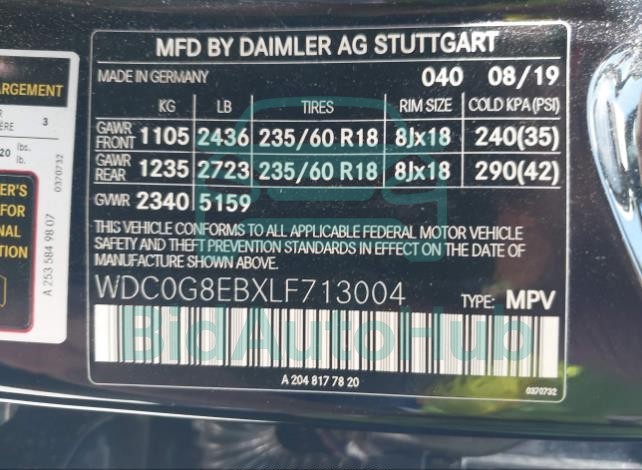 MFD BY DAIMLER AG STUTTGART
MADE IN GERMANY 040 08/19
KG LB TIRES RIM SIZE COLD KPA(PSI)
GAWR FRONT 1105 2436 235/60 R18 8Jx18 240(35)
GAWR REAR 1235 2723 235/60 R18 8Jx18 290(42)
GVWR 2340 5159
THIS VEHICLE CONFORMS TO ALL APPLICABLE FEDERAL MOTOR VEHICLE
SAFETY AND THEFT PREVENTION STANDARDS IN EFFECT ON THE DATE OF
MANUFACTURE SHOWN ABOVE.
WDC0G8EBXLF713004 TYPE: MPV
BidAutoHub
A 204 817 78 20 0370732
3
20 lbs.
lb.
0370732
FOR
A 253 584 98 07